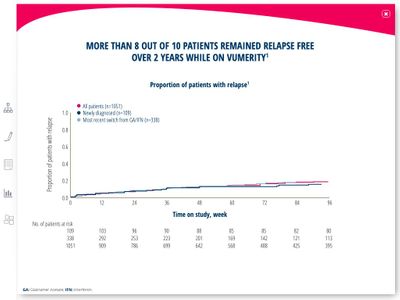 MORE THAN 8 OUT OF 10 PATIENTS REMAINED RELAPSE FREE
OVER 2 YEARS WHILE ON VUMERITY¹
Proportion of patients with relapse¹
All patients (n=1051)
Newly diagnosed (n=109)
Most recent switch from GA/IFN (n=338)
Proportion of patients with relapse
1.0
0.8
0.6
0.4
0.2
0.0
0 12 24 36 48 60 72 84 96
Time on study, week
No. of patients at risk
109 103 96 90 88 85 85 82 80
338 292 253 223 201 169 142 121 113
1051 909 786 699 642 568 488 425 385
GA: Glatiramer Acetate; IFN: Interferon.